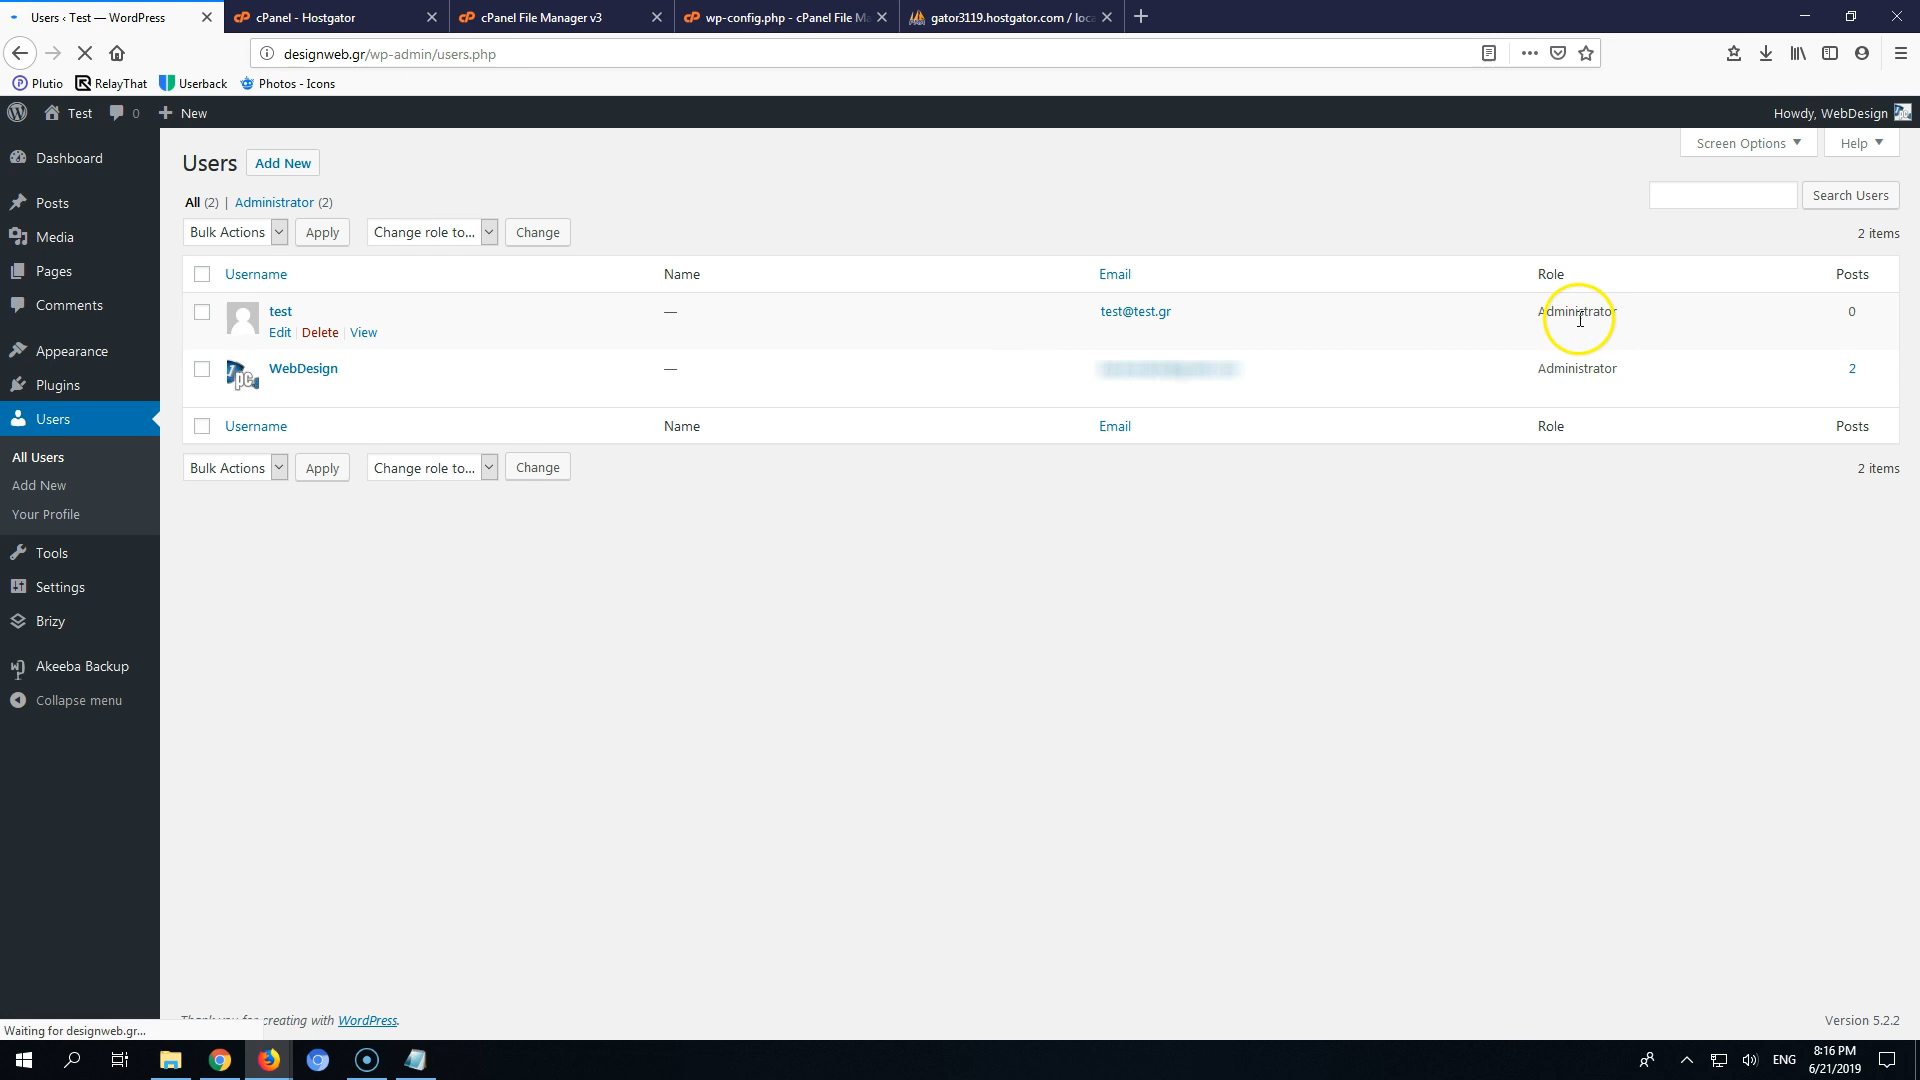 Users ‹ Test — WordPress
cPanel - Hostgator
cPanel File Manager v3
wp-config.php - cPanel File Ma
gator3119.hostgator.com / loca
designweb.gr/wp-admin/users.php
Plutio
RelayThat
Userback
Photos - Icons
Test
0
New
Howdy, WebDesign
Screen Options
Help
Dashboard
Posts
Media
Pages
Comments
Appearance
Plugins
Users
All Users
Add New
Your Profile
Tools
Settings
Brizy
Akeeba Backup
Collapse menu
Users Add New
All (2) | Administrator (2)
Search Users
Bulk Actions Apply Change role to... Change 2 items
Username Name Email Role Posts
test — test@test.gr Administrator 0
Edit | Delete | View
WebDesign — Administrator 2
Username Name Email Role Posts
Bulk Actions Apply Change role to... Change 2 items
creating with WordPress.
Version 5.2.2
Waiting for designweb.gr...
ENG
8:16 PM
6/21/2019